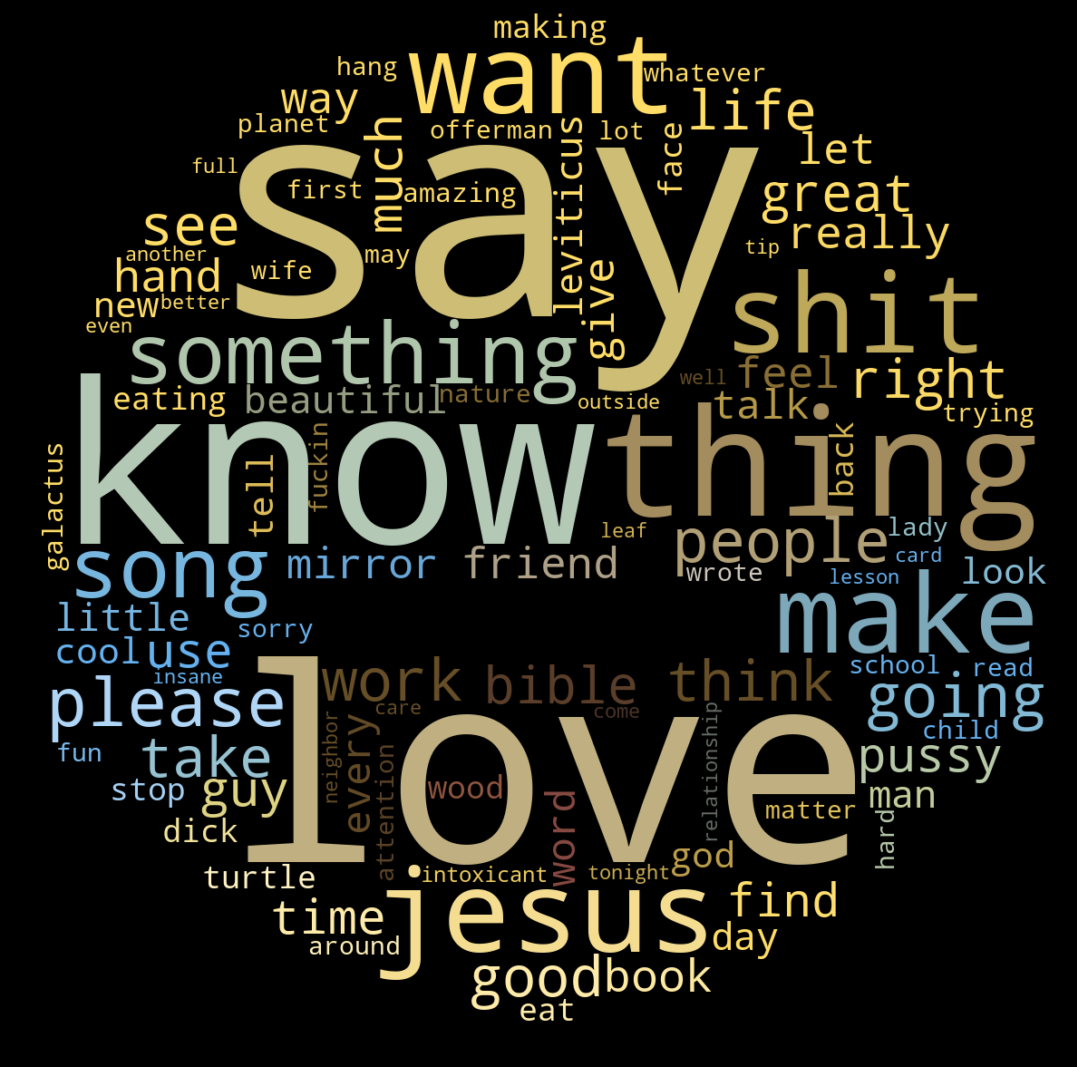 making
want
hang
whatever
way
life
planet
offerman
lot
much
face
let
say
full
first
amazing
leviticus
great
see
really
another
may
tip
hand
wife
new
better
give
shit
even
something
well
feel
right
eating
beautiful
nature
outside
talk
trying
know
thing
fuckin
back
tell
galactus
leaf
people
lady
song
mirror
friend
wrote
card
lesson
look
little
make
sorry
cool
use
insane
work
bible
think
school
read
please
love
care
come
going
fun
take
neighbor
every
attention
relationship
child
pussy
stop
guy
wood
matter
man
dick
word
god
hard
turtle
intoxicant
tonight
jesus
time
find
around
day
good
book
eat